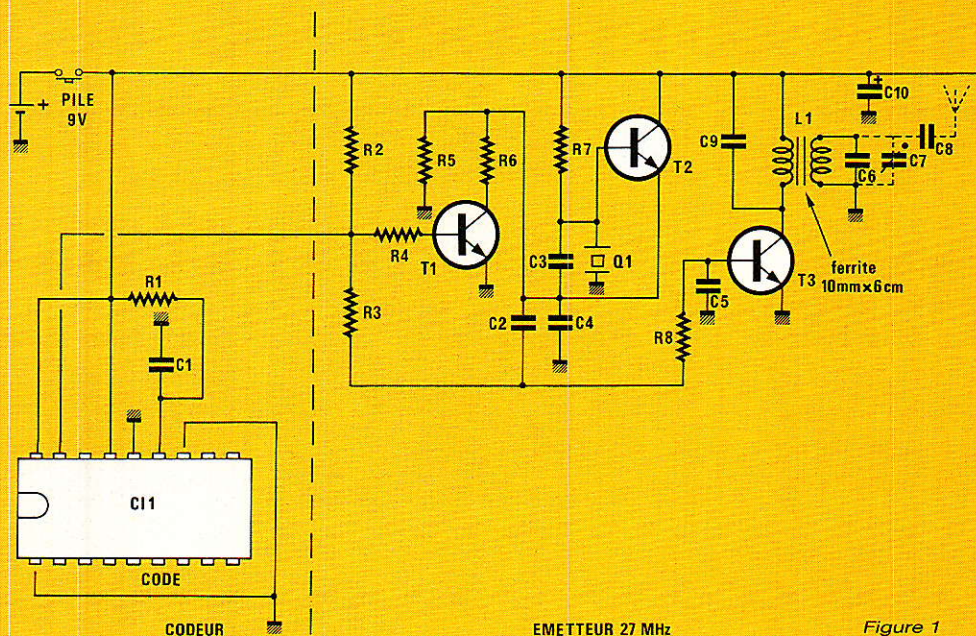 +
PILE
9V
R2
R5
R6
R7
T2
C9
L1
+
C10
C6
C7
C8
R4
T1
C3
Q1
ferrite
10mm×6cm
T3
R1
C1
R3
C2
C4
C5
R8
CI1
CODE
CODEUR
EMETTEUR 27 MHz
Figure 1